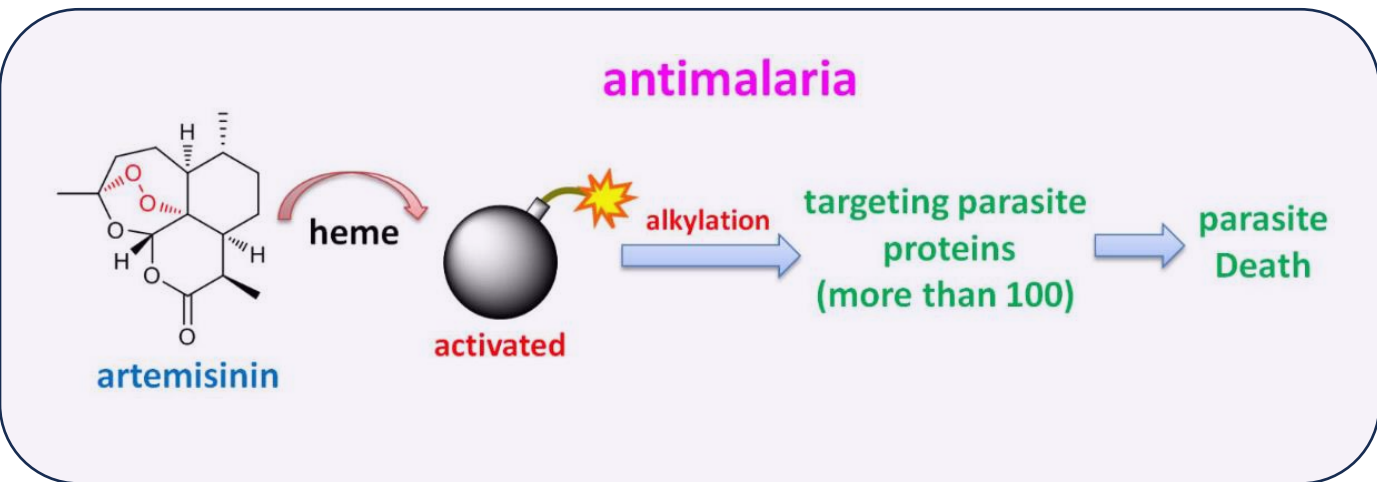 antimalaria
H
O
O
O
H
O
H
O
artemisinin
heme
activated
alkylation
targeting parasite
proteins
(more than 100)
parasite
Death